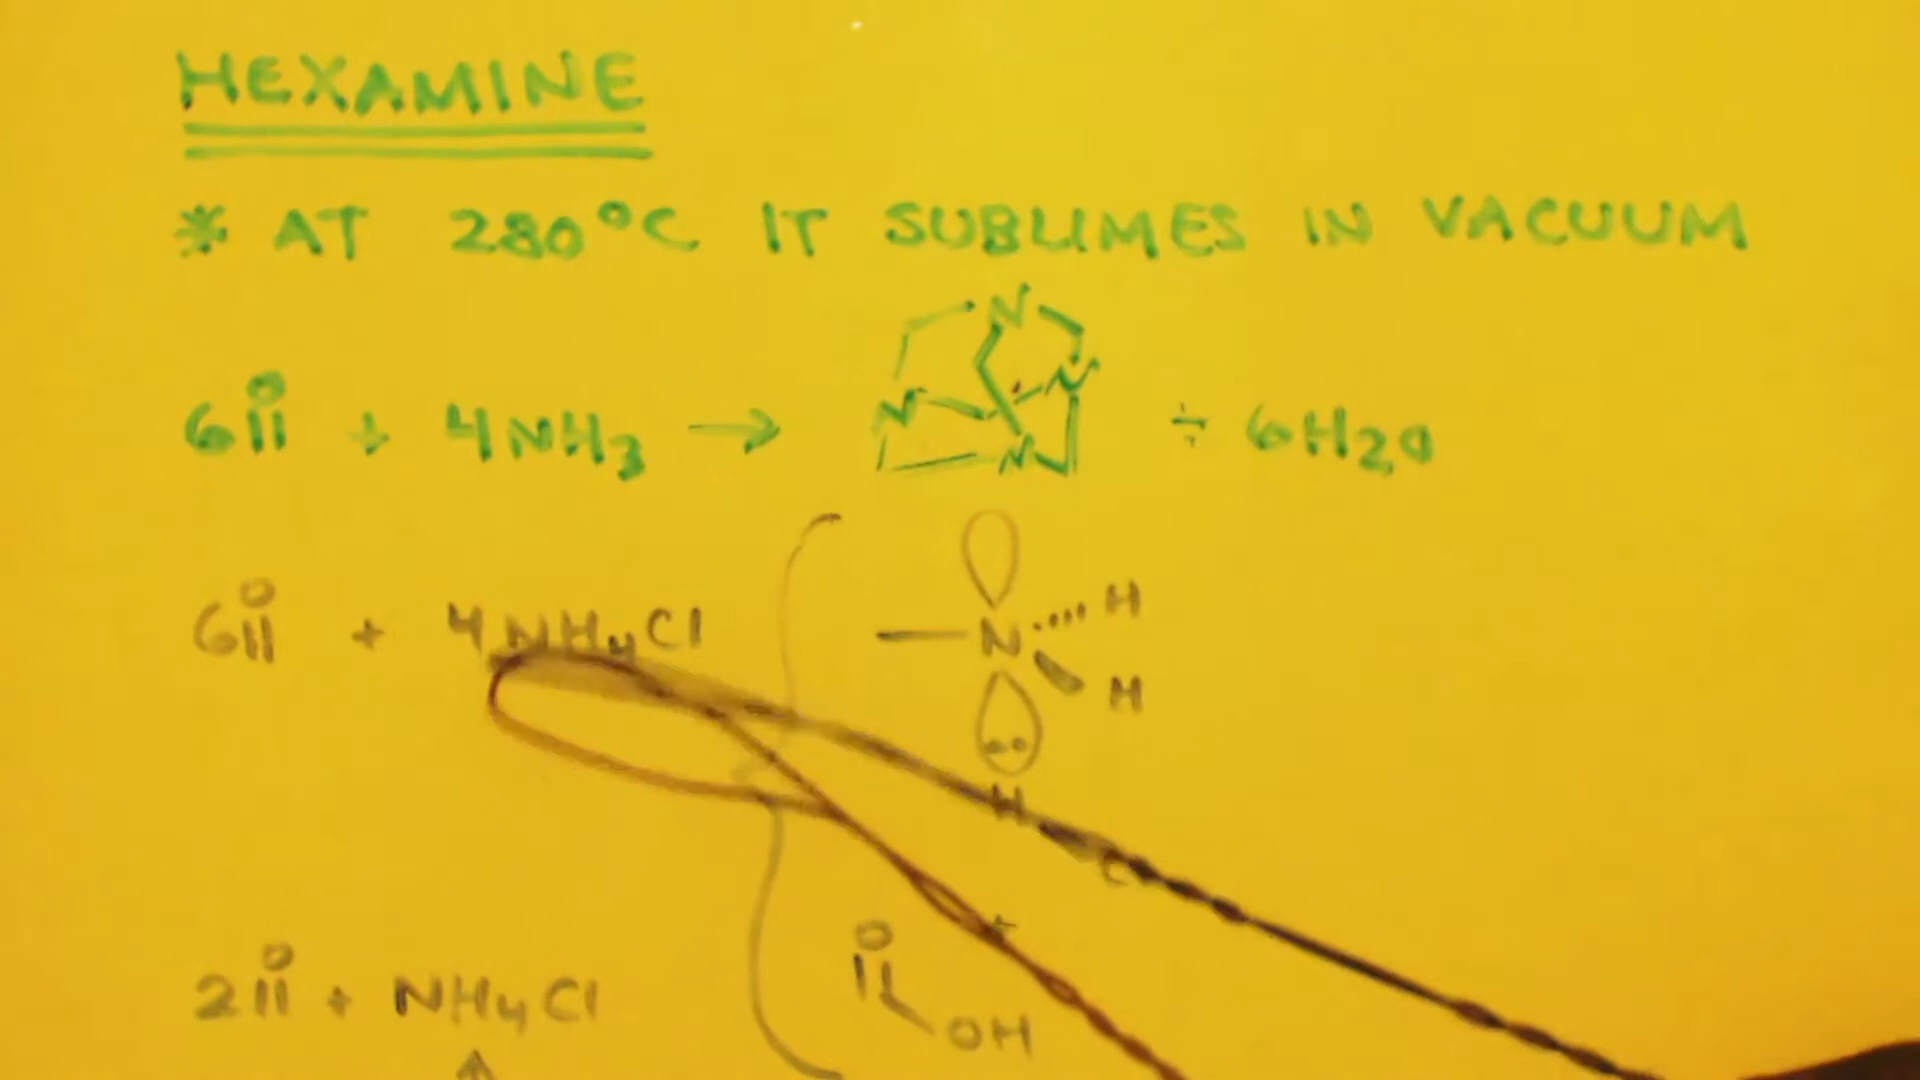 HEXAMINE
* AT 280°C IT SUBLIMES IN VACUUM
N
N
6 O + 4NH3 → N + 6H2O
N
6 O + 4NH4Cl
N H
H
H
C
+
O
2 O + NH4Cl
OH